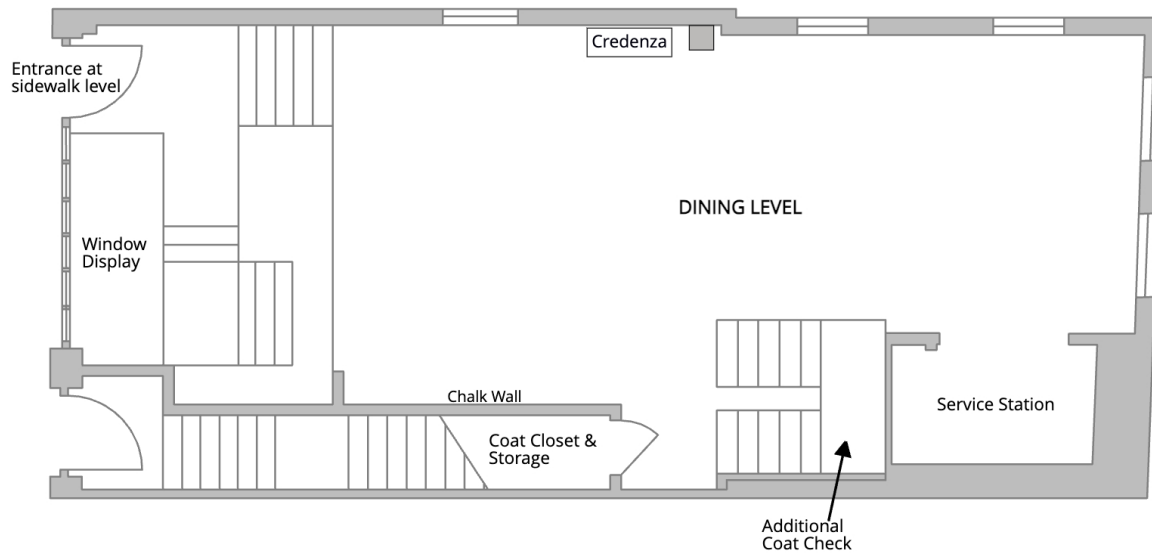 Credenza
Entrance at
sidewalk level
DINING LEVEL
Window
Display
Chalk Wall
Service Station
Coat Closet &
Storage
Additional
Coat Check